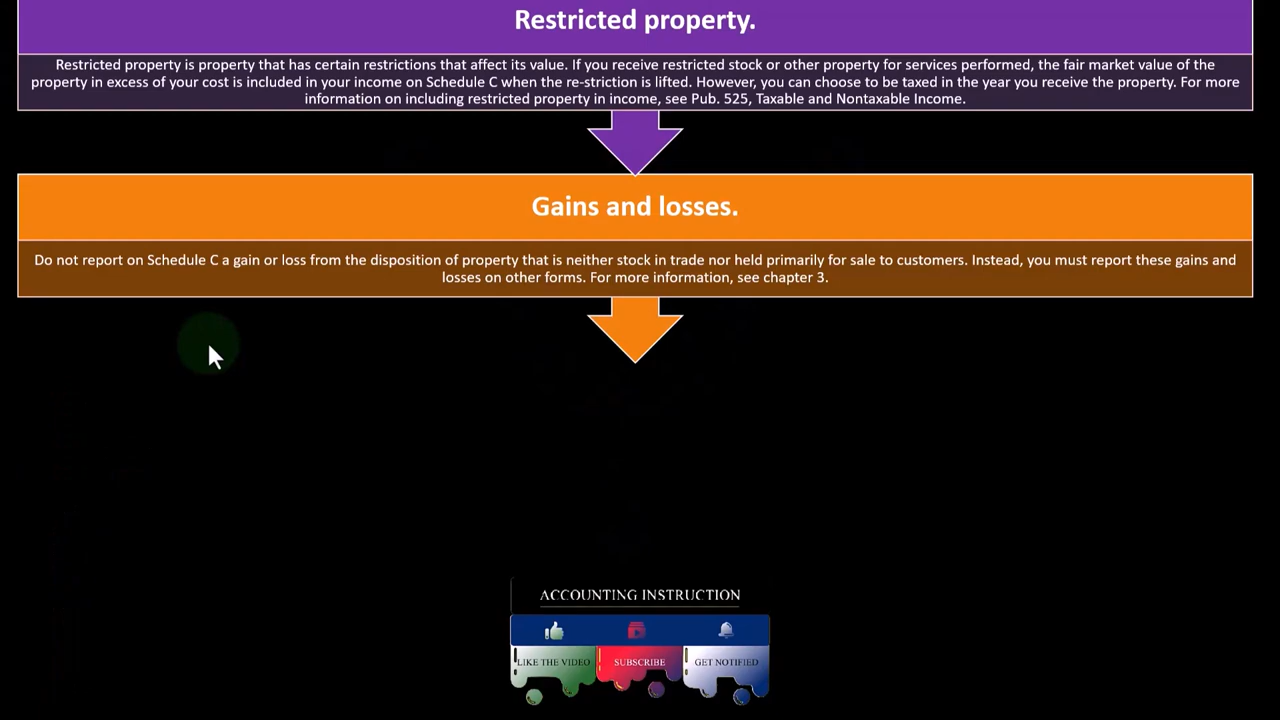 Restricted property.
Restricted property is property that has certain restrictions that affect its value. If you receive restricted stock or other property for services performed, the fair market value of the
property in excess of your cost is included in your income on Schedule C when the re-striction is lifted. However, you can choose to be taxed in the year you receive the property. For more
information on including restricted property in income, see Pub. 525, Taxable and Nontaxable Income.
Gains and losses.
Do not report on Schedule C a gain or loss from the disposition of property that is neither stock in trade nor held primarily for sale to customers. Instead, you must report these gains and
losses on other forms. For more information, see chapter 3.
ACCOUNTING INSTRUCTION
LIKE THE VIDEO SUBSCRIBE GET NOTIFIED